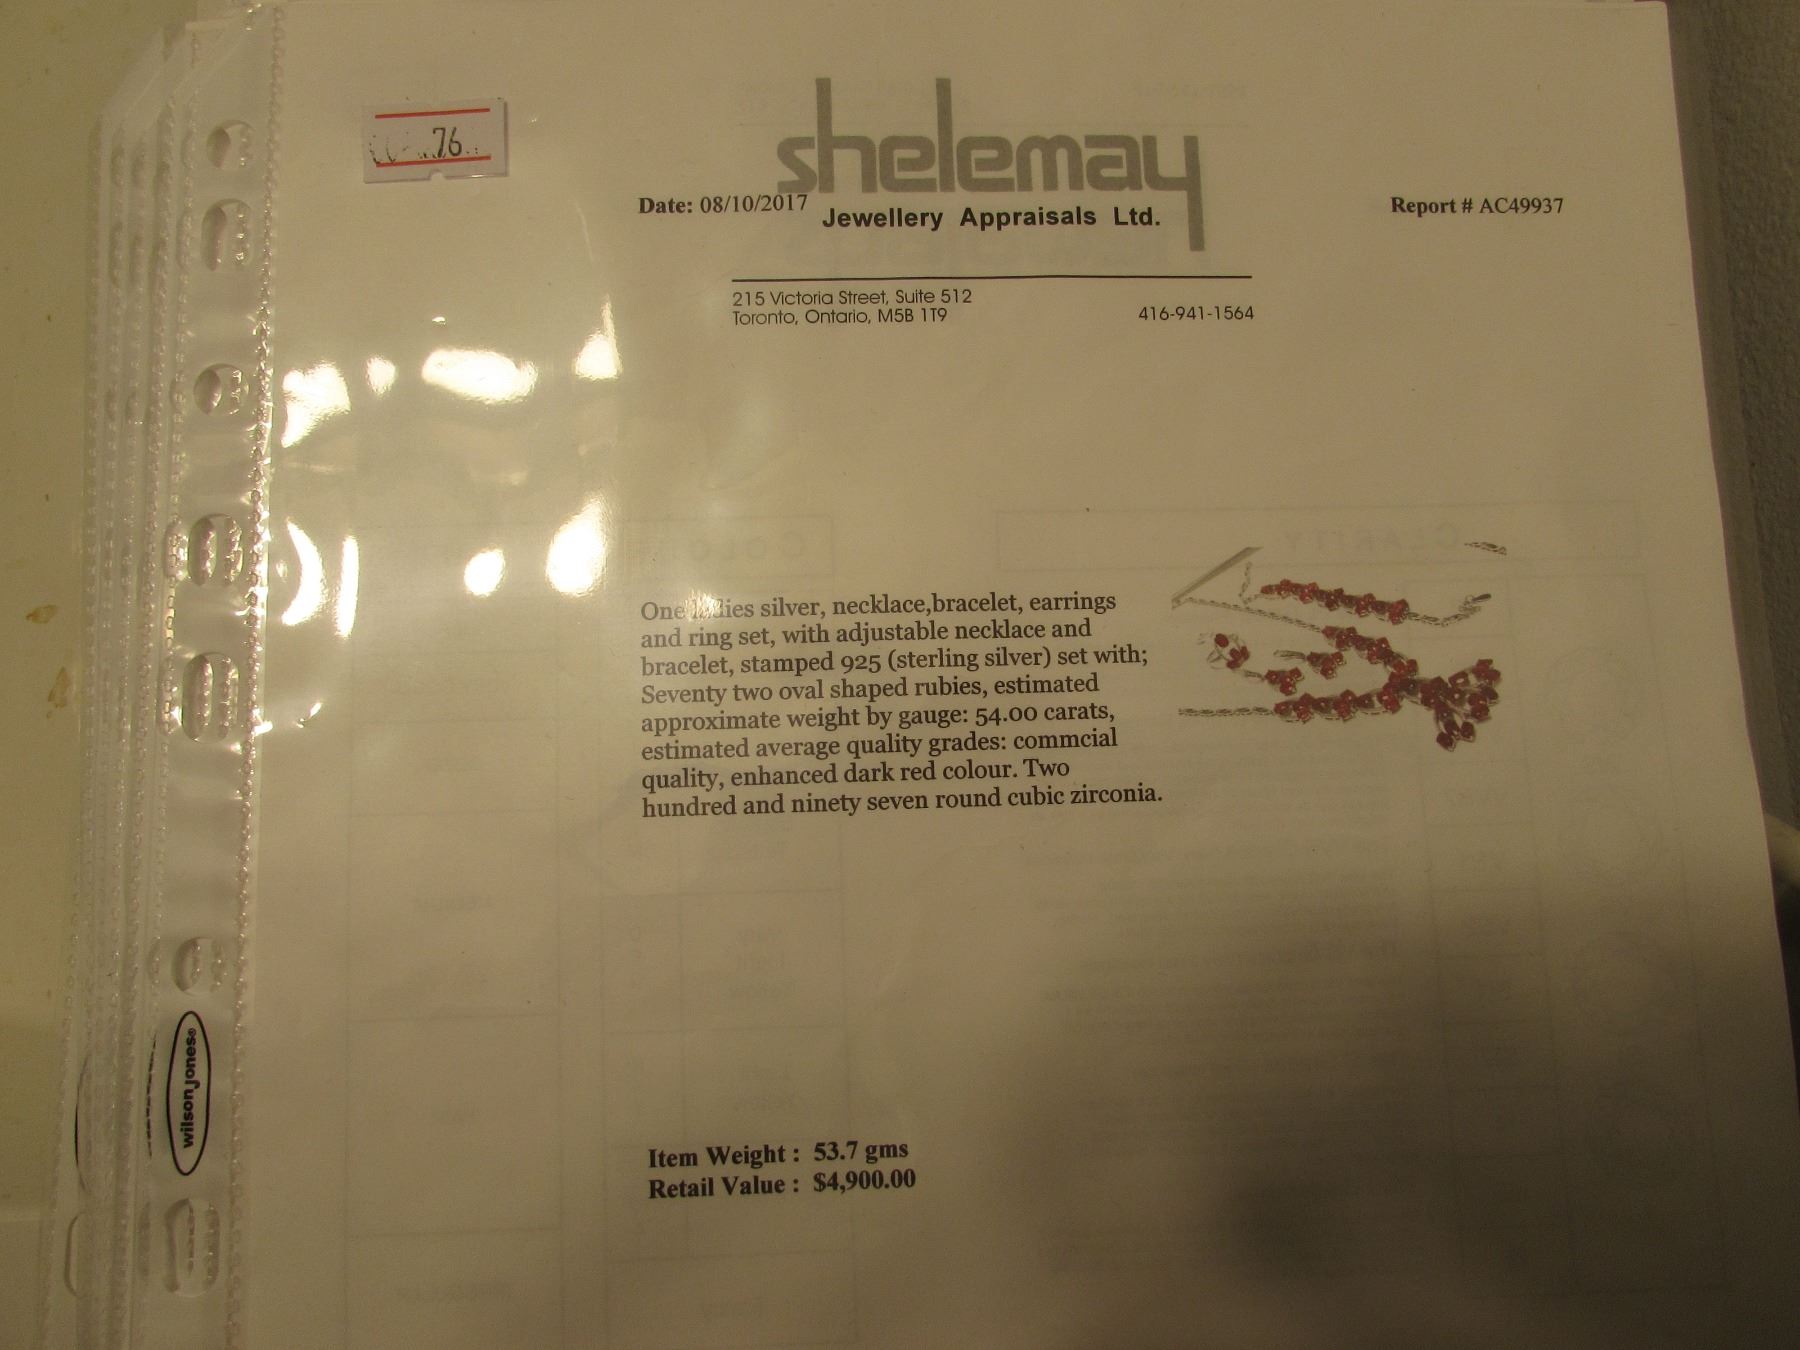 76
shelemay
Date: 08/10/2017
Jewellery Appraisals Ltd.
Report # AC49937
215 Victoria Street, Suite 512
Toronto, Ontario, M5B 1T9
416-941-1564
One ladies silver, necklace,bracelet, earrings
and ring set, with adjustable necklace and
bracelet, stamped 925 (sterling silver) set with;
Seventy two oval shaped rubies, estimated
approximate weight by gauge: 54.00 carats,
estimated average quality grades: commcial
quality, enhanced dark red colour. Two
hundred and ninety seven round cubic zirconia.
Item Weight : 53.7 gms
Retail Value : $4,900.00
wilson jones®
CLARITY